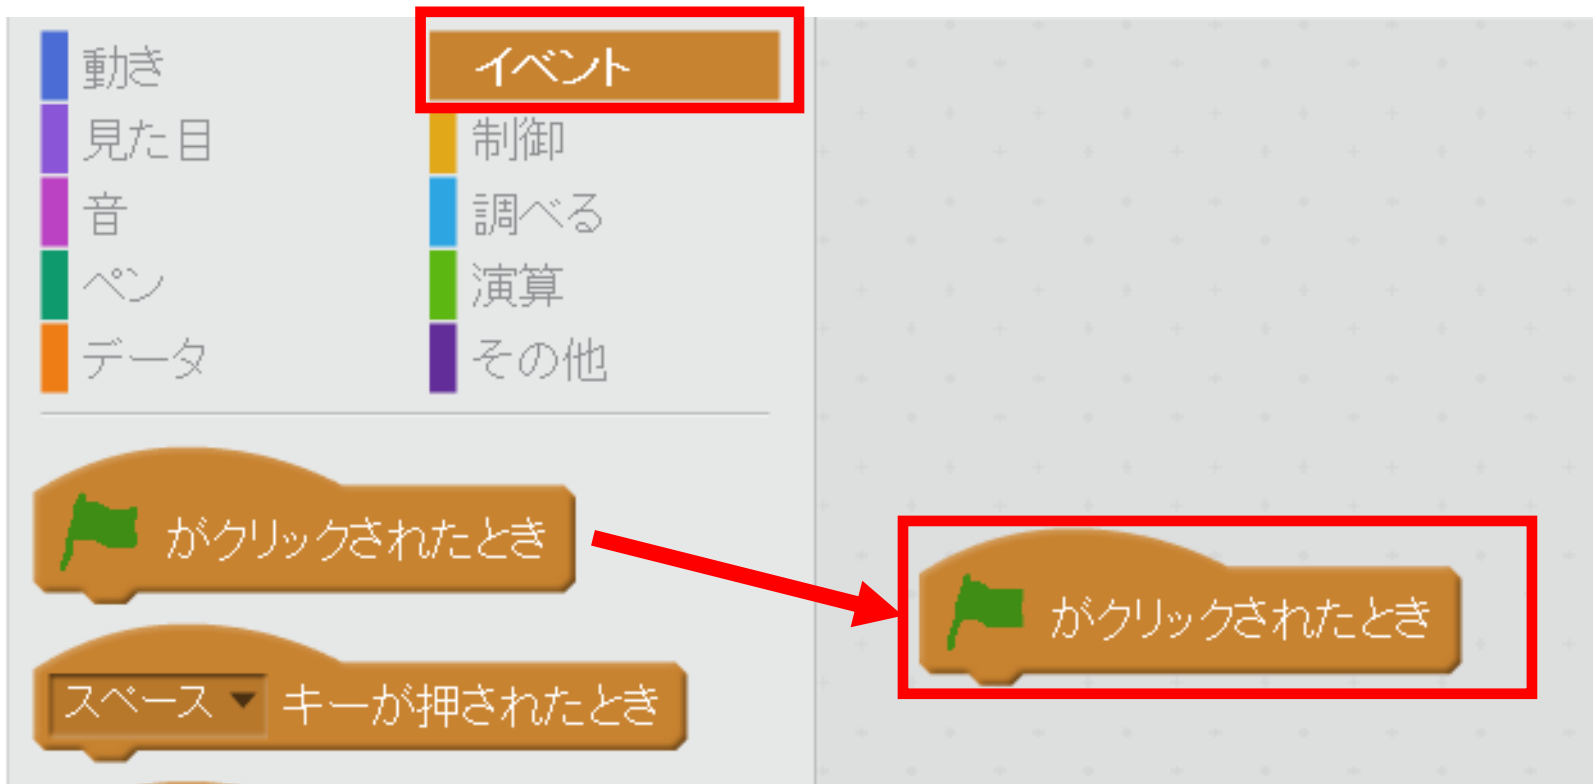 動き
イベント
見た目
制御
音
調べる
ペン
演算
データ
その他
がクリックされたとき
がクリックされたとき
スペース キーが押されたとき